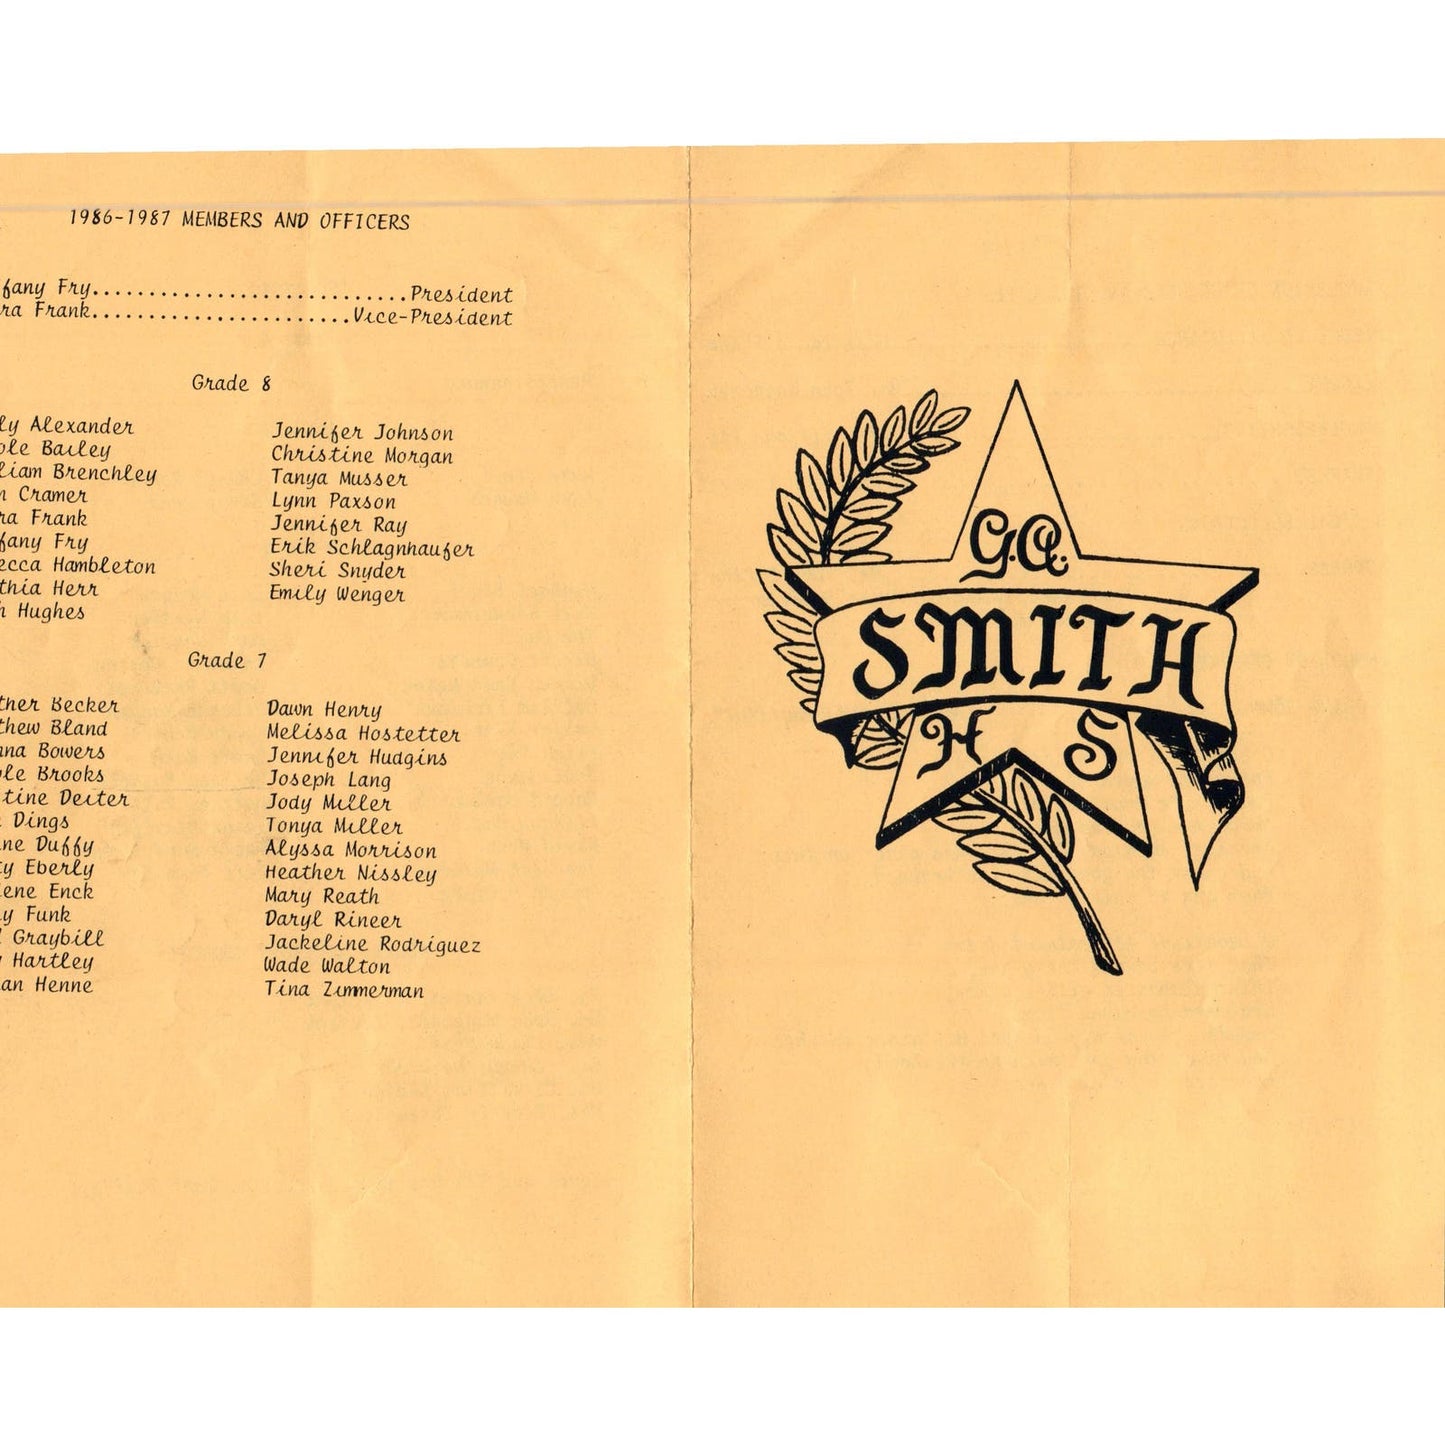 1986-1987 MEMBERS AND OFFICERS
fany Fry............................President
ra Frank.......................Vice-President
Grade 8
ly Alexander
ole Bailey
liam Brenchley
n Cramer
ra Frank
fany Fry
ecca Hambleton
thia Herr
h Hughes
Jennifer Johnson
Christine Morgan
Tanya Musser
Lynn Paxson
Jennifer Ray
Erik Schlagnhaufer
Sheri Snyder
Emily Wenger
Grade 7
ther Becker
thew Bland
nna Bowers
le Brooks
tine Deiter
Dings
ne Duffy
ty Eberly
ene Enck
y Funk
Graybill
Hartley
an Henne
Dawn Henry
Melissa Hostetter
Jennifer Hudgins
Joseph Lang
Jody Miller
Tonya Miller
Alyssa Morrison
Heather Nissley
Mary Reath
Daryl Rineer
Jackeline Rodriguez
Wade Walton
Tina Zimmerman
G.A.
SMITH
H S